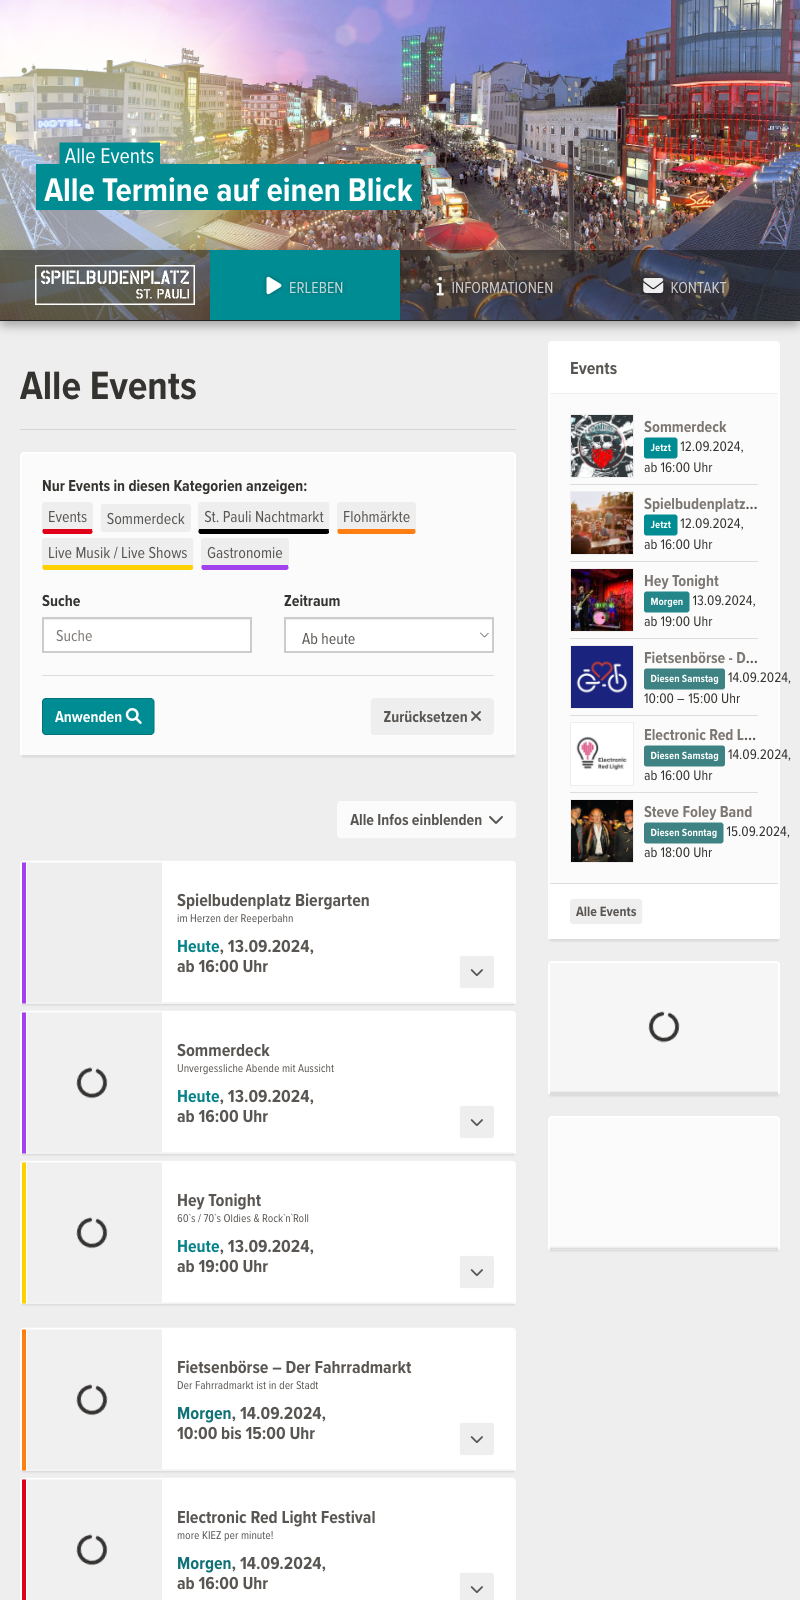 HOTEL
Alle Events
Alle Termine auf einen Blick
SPIELBUDENPLATZ
ST. PAULI
ERLEBEN
INFORMATIONEN
KONTAKT
Alle Events
Nur Events in diesen Kategorien anzeigen:
Events
Sommerdeck
St. Pauli Nachtmarkt
Flohmärkte
Live Musik / Live Shows
Gastronomie
Suche
Zeitraum
Suche
Ab heute
Anwenden
Zurücksetzen
Alle Infos einblenden
Spielbudenplatz Biergarten
im Herzen der Reeperbahn
Heute, 13.09.2024,
ab 16:00 Uhr
Sommerdeck
Unvergessliche Abende mit Aussicht
Heute, 13.09.2024,
ab 16:00 Uhr
Hey Tonight
60`s / 70`s Oldies & Rock`n`Roll
Heute, 13.09.2024,
ab 19:00 Uhr
Fietsenbörse – Der Fahrradmarkt
Der Fahrradmarkt ist in der Stadt
Morgen, 14.09.2024,
10:00 bis 15:00 Uhr
Electronic Red Light Festival
more KIEZ per minute!
Morgen, 14.09.2024,
ab 16:00 Uhr
Events
Sommerdeck
Jetzt 12.09.2024,
ab 16:00 Uhr
Spielbudenplatz...
Jetzt 12.09.2024,
ab 16:00 Uhr
Hey Tonight
Morgen 13.09.2024,
ab 19:00 Uhr
Fietsenbörse - D...
Diesen Samstag 14.09.2024,
10:00 – 15:00 Uhr
Electronic
Red Light
Electronic Red L...
Diesen Samstag 14.09.2024,
ab 16:00 Uhr
Steve Foley Band
Diesen Sonntag 15.09.2024,
ab 18:00 Uhr
Alle Events